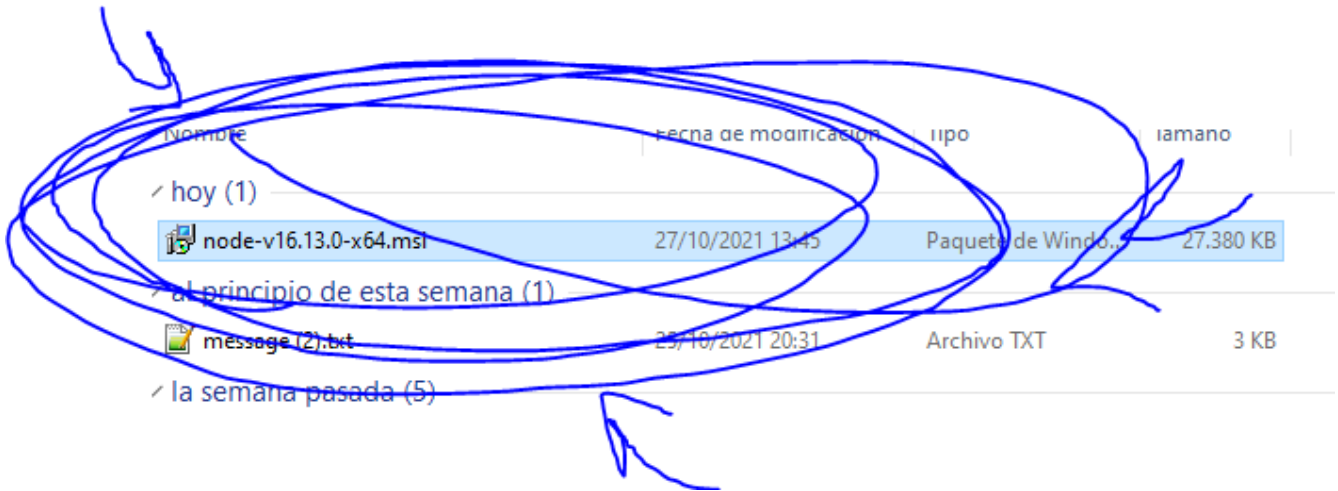 Nombre Fecha de modificación Tipo Tamaño
hoy (1)
node-v16.13.0-x64.msi 27/10/2021 13:45 Paquete de Windo... 27.380 KB
al principio de esta semana (1)
message (2).txt 25/10/2021 20:31 Archivo TXT 3 KB
la semana pasada (5)